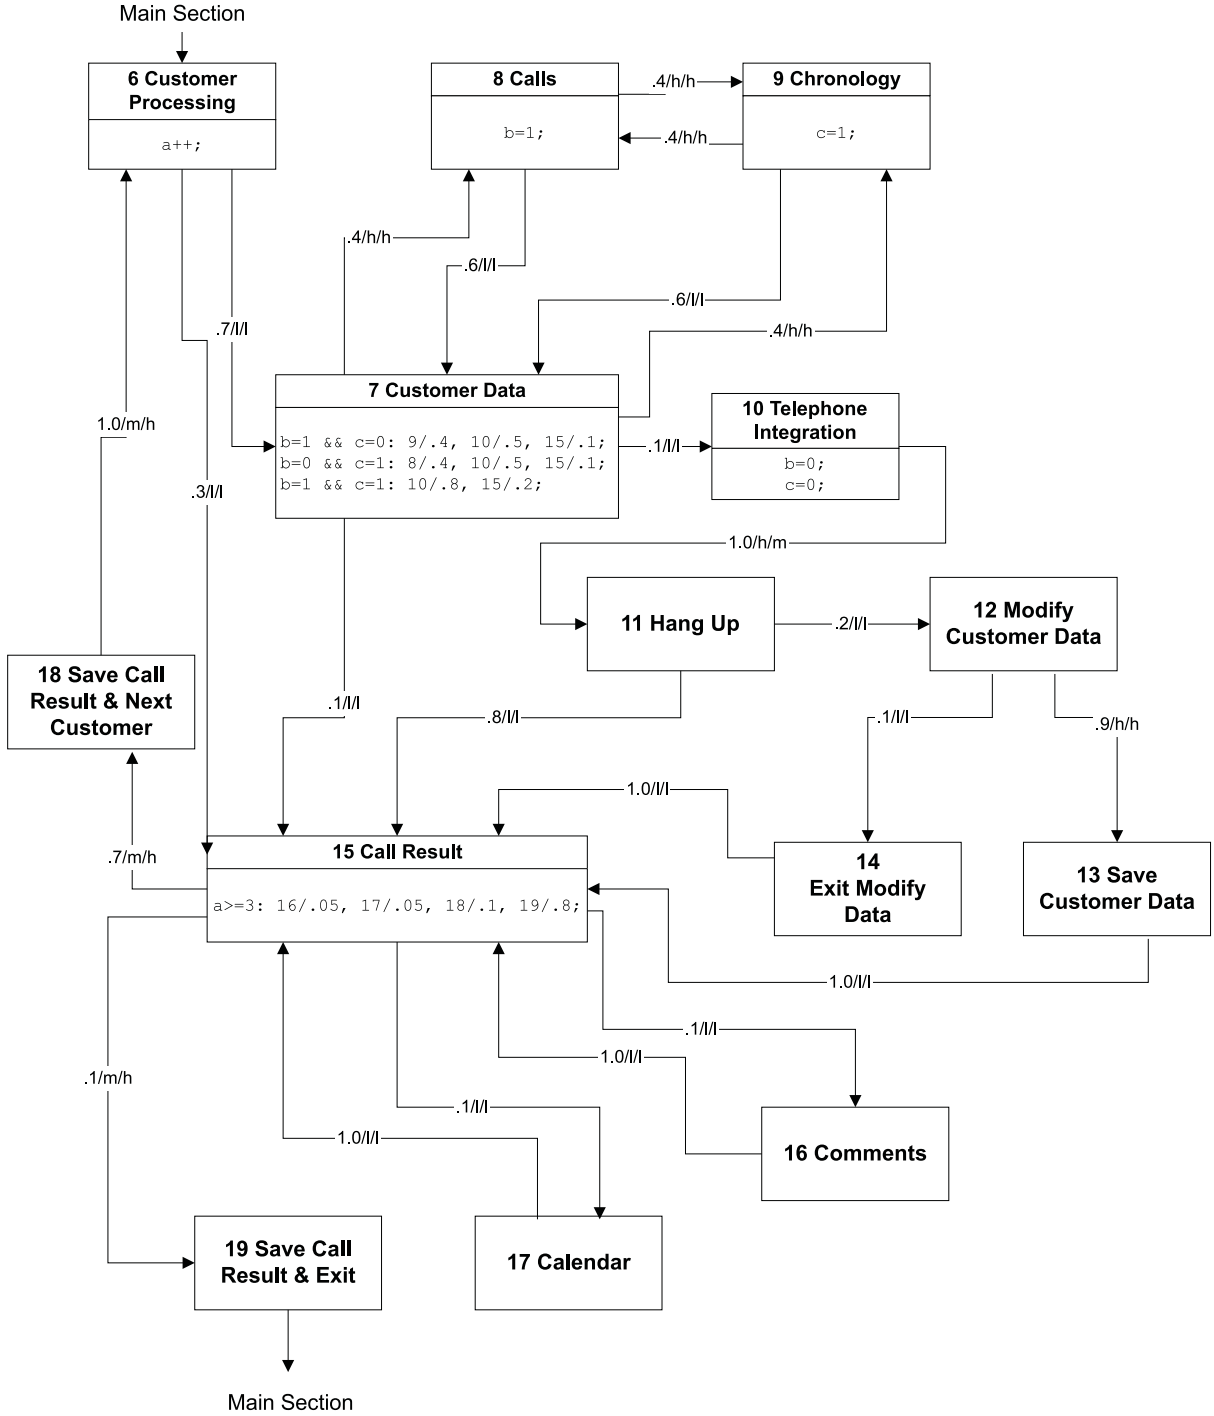 Main Section
6 Customer
Processing
a++;
8 Calls
b=1;
.4/h/h
.4/h/h
9 Chronology
c=1;
.4/h/h
.6/l/l
.6/l/l
.4/h/h
.7/l/l
1.0/m/h
.3/l/l
7 Customer Data
b=1 && c=0: 9/.4, 10/.5, 15/.1;
b=0 && c=1: 8/.4, 10/.5, 15/.1;
b=1 && c=1: 10/.8, 15/.2;
.1/l/l
10 Telephone
Integration
b=0;
c=0;
1.0/h/m
11 Hang Up
.2/l/l
12 Modify
Customer Data
18 Save Call
Result & Next
Customer
.1/l/l
.8/l/l
.1/l/l
.9/h/h
1.0/l/l
.7/m/h
15 Call Result
a>=3: 16/.05, 17/.05, 18/.1, 19/.8;
14
Exit Modify
Data
13 Save
Customer Data
1.0/l/l
.1/l/l
1.0/l/l
.1/m/h
.1/l/l
1.0/l/l
16 Comments
19 Save Call
Result & Exit
17 Calendar
Main Section